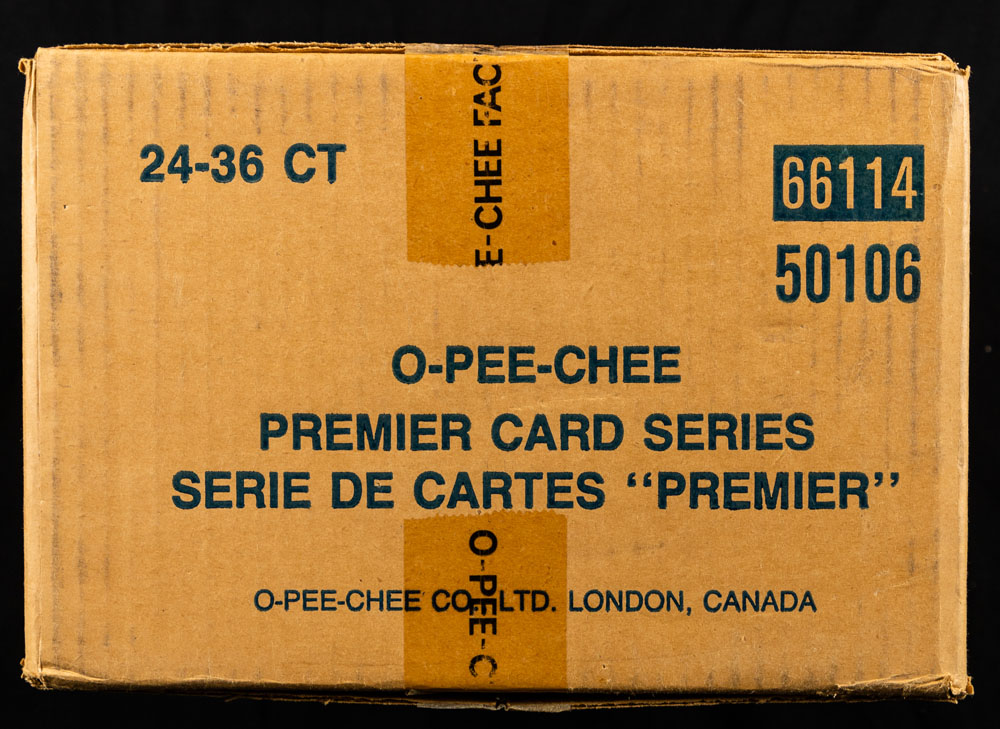 24-36 CT
66114
50106
E-CHEE FAC
O-PEE-CHEE
PREMIER CARD SERIES
SERIE DE CARTES "PREMIER"
O-PEE-CHEE CO. LTD. LONDON, CANADA
O-PEE-C